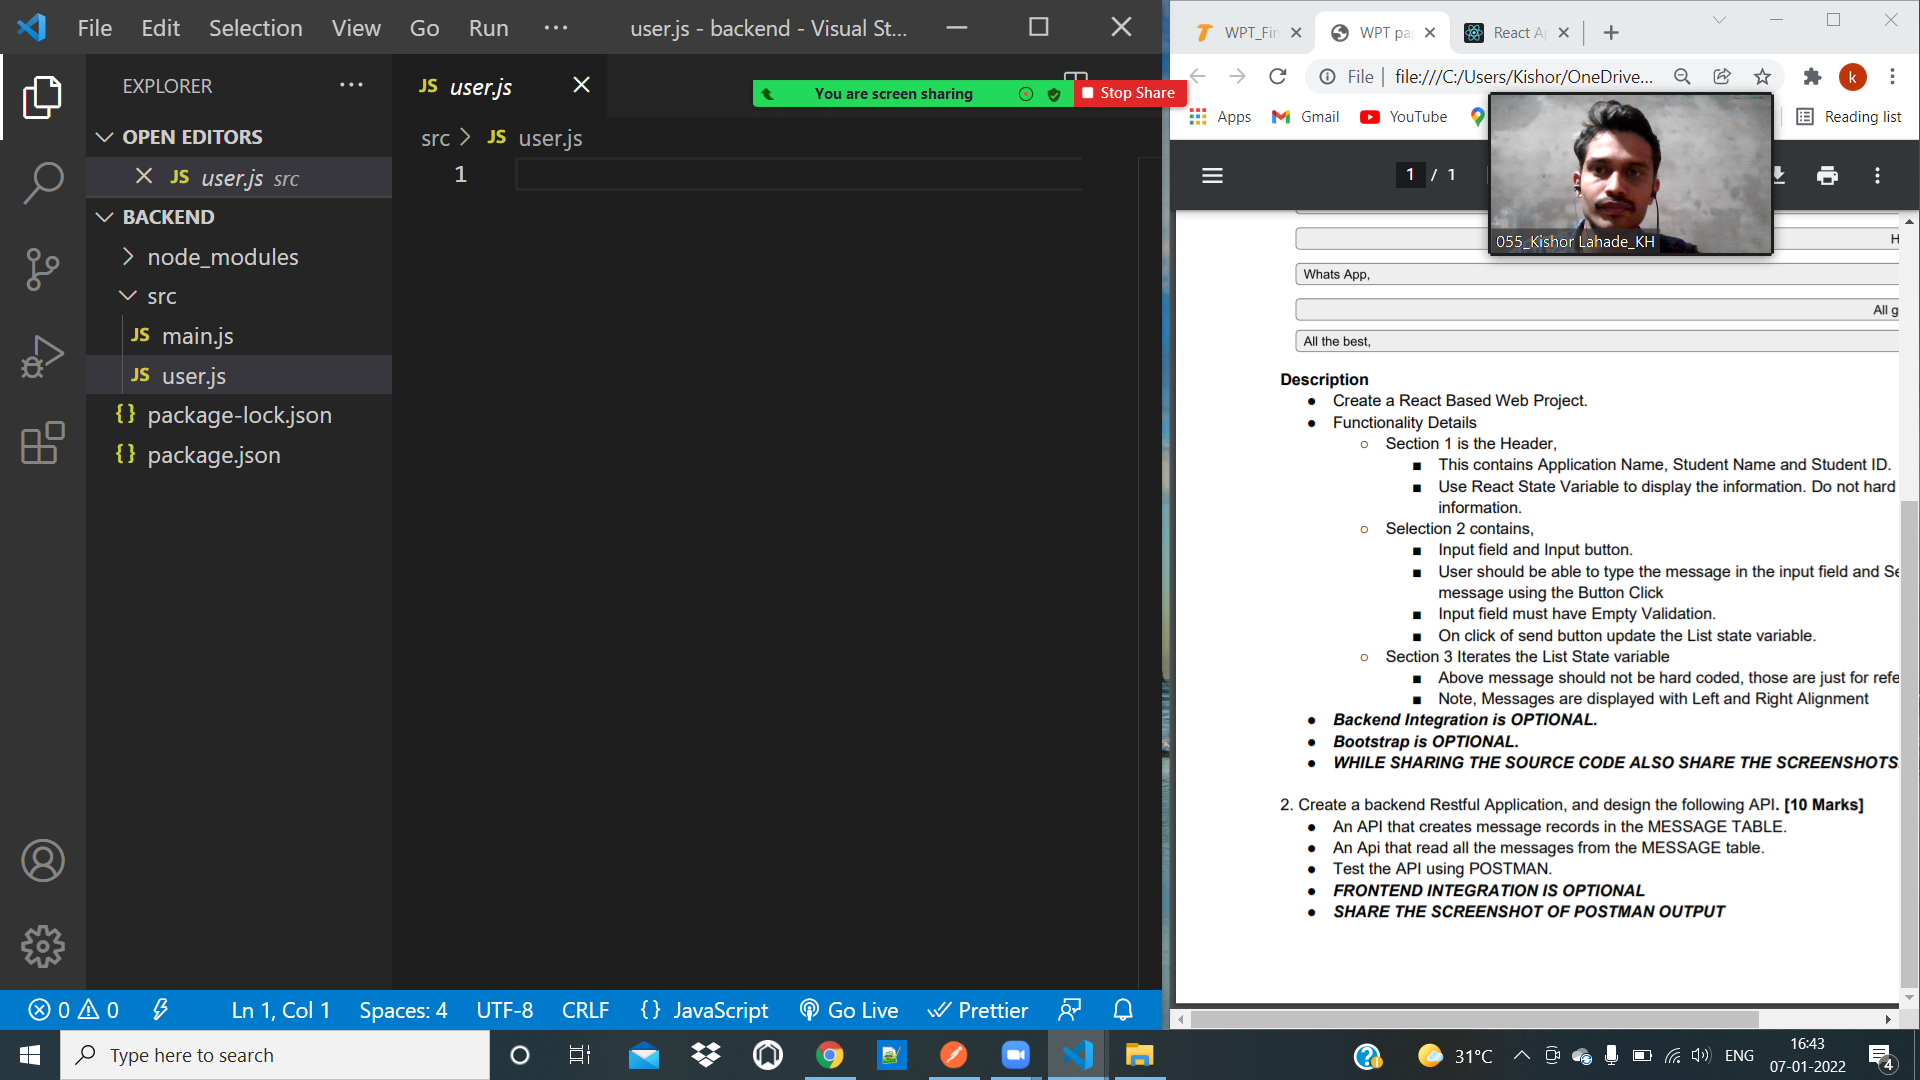 File Edit Selection View Go Run ··· user.js - backend - Visual St...
EXPLORER ···
OPEN EDITORS
JS user.js src
BACKEND
node_modules
src
JS main.js
JS user.js
{} package-lock.json
{} package.json
JS user.js
You are screen sharing Stop Share
src > JS user.js
1
0 0 Ln 1, Col 1 Spaces: 4 UTF-8 CRLF {} JavaScript Go Live Prettier
WPT_Fin WPT pa React A
File | file:///C:/Users/Kishor/OneDrive... k
Apps Gmail YouTube Reading list
1 / 1
055_Kishor Lahade_KH
H
Whats App,
All g
All the best,
Description
● Create a React Based Web Project.
● Functionality Details
○ Section 1 is the Header,
■ This contains Application Name, Student Name and Student ID.
■ Use React State Variable to display the information. Do not hard
information.
○ Selection 2 contains,
■ Input field and Input button.
■ User should be able to type the message in the input field and Se
message using the Button Click
■ Input field must have Empty Validation.
■ On click of send button update the List state variable.
○ Section 3 Iterates the List State variable
■ Above message should not be hard coded, those are just for refe
■ Note, Messages are displayed with Left and Right Alignment
● Backend Integration is OPTIONAL.
● Bootstrap is OPTIONAL.
● WHILE SHARING THE SOURCE CODE ALSO SHARE THE SCREENSHOTS
2. Create a backend Restful Application, and design the following API. [10 Marks]
● An API that creates message records in the MESSAGE TABLE.
● An Api that read all the messages from the MESSAGE table.
● Test the API using POSTMAN.
● FRONTEND INTEGRATION IS OPTIONAL
● SHARE THE SCREENSHOT OF POSTMAN OUTPUT
Type here to search
31°C ENG 16:43
07-01-2022 4